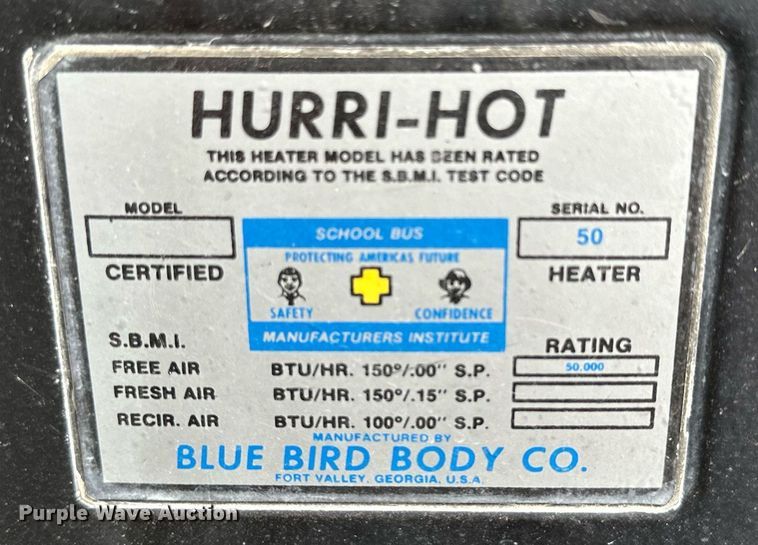 HURRI-HOT
THIS HEATER MODEL HAS BEEN RATED
ACCORDING TO THE S.B.M.I. TEST CODE
MODEL
SERIAL NO.
SCHOOL BUS
50
PROTECTING AMERICAS FUTURE
CERTIFIED
HEATER
SAFETY
CONFIDENCE
MANUFACTURERS INSTITUTE
S.B.M.I.
RATING
FREE AIR BTU/HR. 150°/.00" S.P. 50,000
FRESH AIR BTU/HR. 150°/.15" S.P.
RECIR. AIR BTU/HR. 100°/.00" S.P.
MANUFACTURED BY
BLUE BIRD BODY CO.
FORT VALLEY, GEORGIA, U.S.A.
Purple Wave Auction